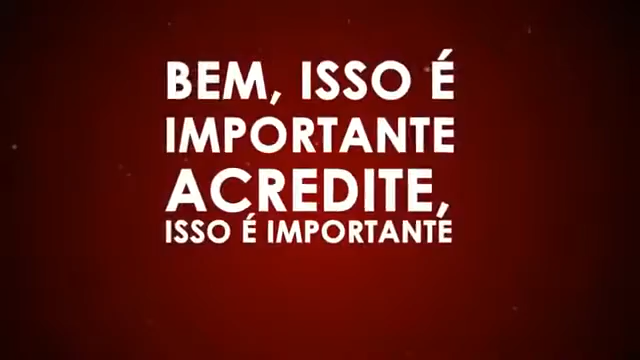 BEM, ISSO É
IMPORTANTE
ACREDITE,
ISSO É IMPORTANTE